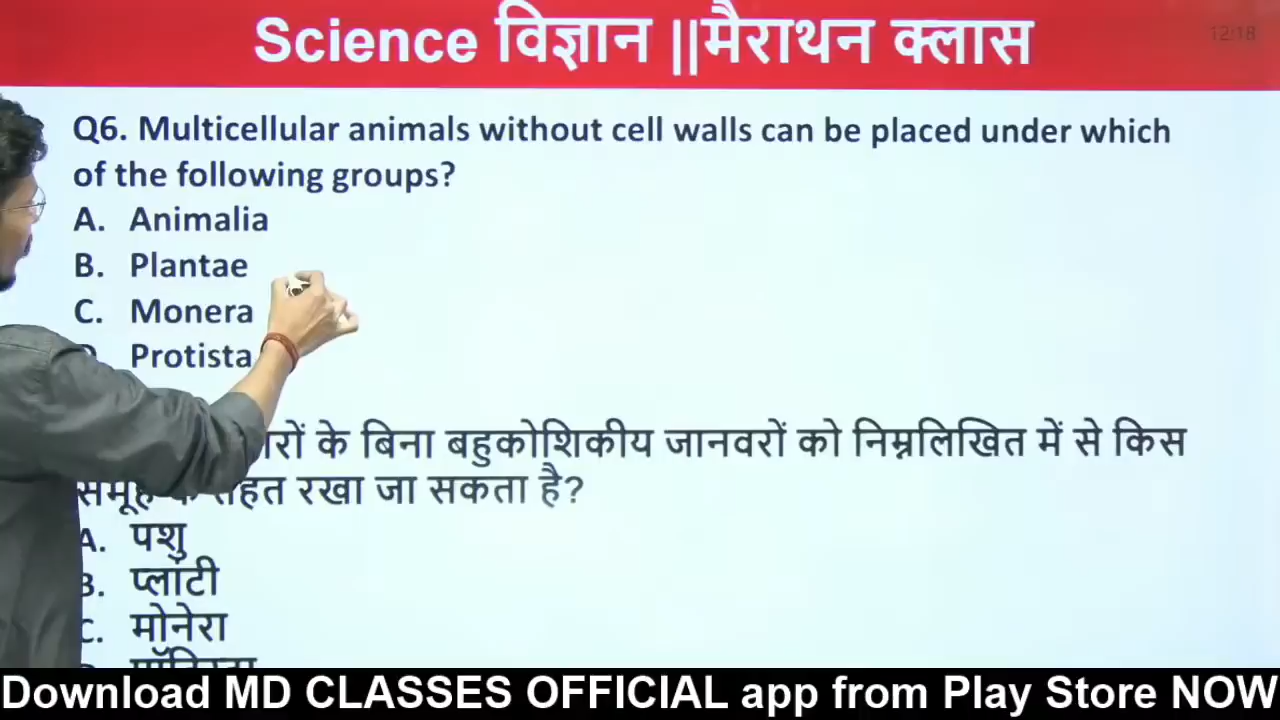 Science विज्ञान ||मैराथन क्लास
12:18
Q6. Multicellular animals without cell walls can be placed under which
of the following groups?
A. Animalia
B. Plantae
C. Monera
Protista
के बिना बहुकोशिकीय जानवरों को निम्नलिखित में से किस
रखा जा सकता है?
A. पशु
B. प्लांटी
C. मोनेरा
Download MD CLASSES OFFICIAL app from Play Store NOW